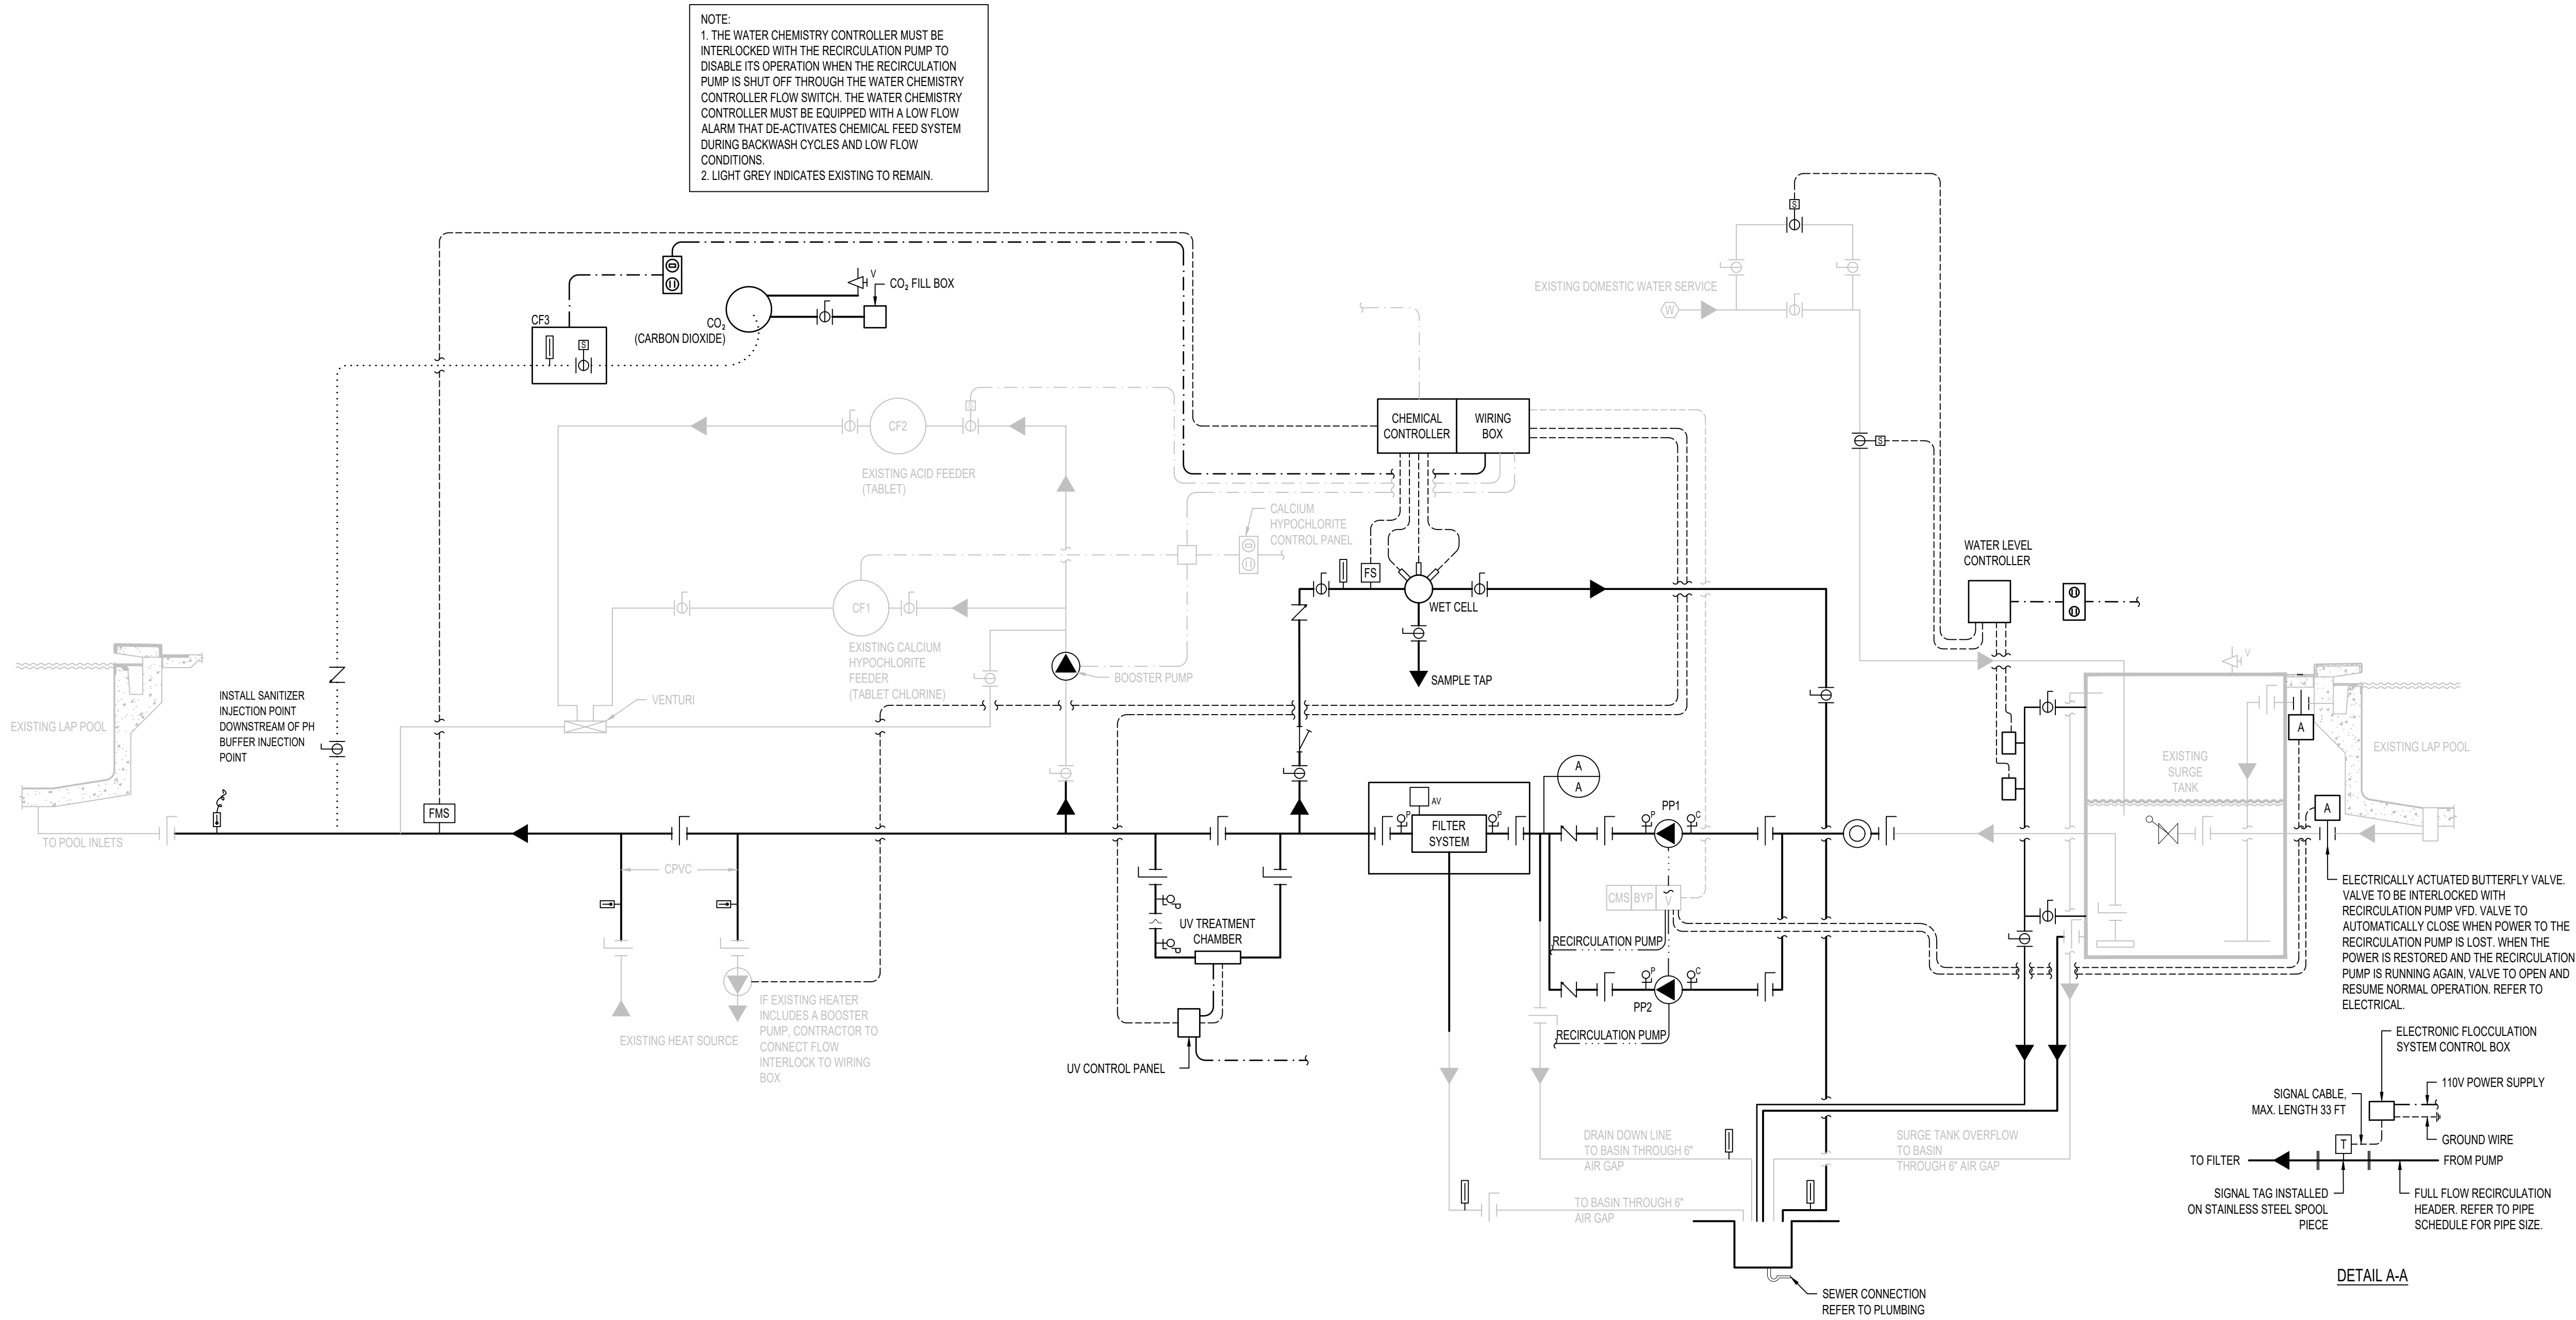 NOTE:
1. THE WATER CHEMISTRY CONTROLLER MUST BE
INTERLOCKED WITH THE RECIRCULATION PUMP TO
DISABLE ITS OPERATION WHEN THE RECIRCULATION
PUMP IS SHUT OFF THROUGH THE WATER CHEMISTRY
CONTROLLER FLOW SWITCH. THE WATER CHEMISTRY
CONTROLLER MUST BE EQUIPPED WITH A LOW FLOW
ALARM THAT DE-ACTIVATES CHEMICAL FEED SYSTEM
DURING BACKWASH CYCLES AND LOW FLOW
CONDITIONS.
2. LIGHT GREY INDICATES EXISTING TO REMAIN.
S
V
CO₂ FILL BOX
CF3
S
CO₂
(CARBON DIOXIDE)
EXISTING DOMESTIC WATER SERVICE
W
S
CF2
S
EXISTING ACID FEEDER
(TABLET)
CHEMICAL
CONTROLLER
WIRING
BOX
CALCIUM
HYPOCHLORITE
CONTROL PANEL
FS
WET CELL
SAMPLE TAP
CF1
EXISTING CALCIUM
HYPOCHLORITE
FEEDER
(TABLET CHLORINE)
BOOSTER PUMP
VENTURI
WATER LEVEL
CONTROLLER
V
EXISTING LAP POOL
INSTALL SANITIZER
INJECTION POINT
DOWNSTREAM OF PH
BUFFER INJECTION
POINT
FMS
TO POOL INLETS
CPVC
EXISTING HEAT SOURCE
IF EXISTING HEATER
INCLUDES A BOOSTER
PUMP, CONTRACTOR TO
CONNECT FLOW
INTERLOCK TO WIRING
BOX
P
P
UV TREATMENT
CHAMBER
UV CONTROL PANEL
AV
P
FILTER
SYSTEM
P
A
A
PP1
P
C
CMS
BYP
V
RECIRCULATION PUMP
P
C
PP2
RECIRCULATION PUMP
EXISTING
SURGE
TANK
A
A
EXISTING LAP POOL
ELECTRICALLY ACTUATED BUTTERFLY VALVE.
VALVE TO BE INTERLOCKED WITH
RECIRCULATION PUMP VFD. VALVE TO
AUTOMATICALLY CLOSE WHEN POWER TO THE
RECIRCULATION PUMP IS LOST. WHEN THE
POWER IS RESTORED AND THE RECIRCULATION
PUMP IS RUNNING AGAIN, VALVE TO OPEN AND
RESUME NORMAL OPERATION. REFER TO
ELECTRICAL.
DRAIN DOWN LINE
TO BASIN THROUGH 6"
AIR GAP
SURGE TANK OVERFLOW
TO BASIN
THROUGH 6" AIR GAP
TO BASIN THROUGH 6"
AIR GAP
SEWER CONNECTION
REFER TO PLUMBING
ELECTRONIC FLOCCULATION
SYSTEM CONTROL BOX
110V POWER SUPPLY
SIGNAL CABLE,
MAX. LENGTH 33 FT
GROUND WIRE
T
TO FILTER
FROM PUMP
SIGNAL TAG INSTALLED
ON STAINLESS STEEL SPOOL
PIECE
FULL FLOW RECIRCULATION
HEADER. REFER TO PIPE
SCHEDULE FOR PIPE SIZE.
DETAIL A-A